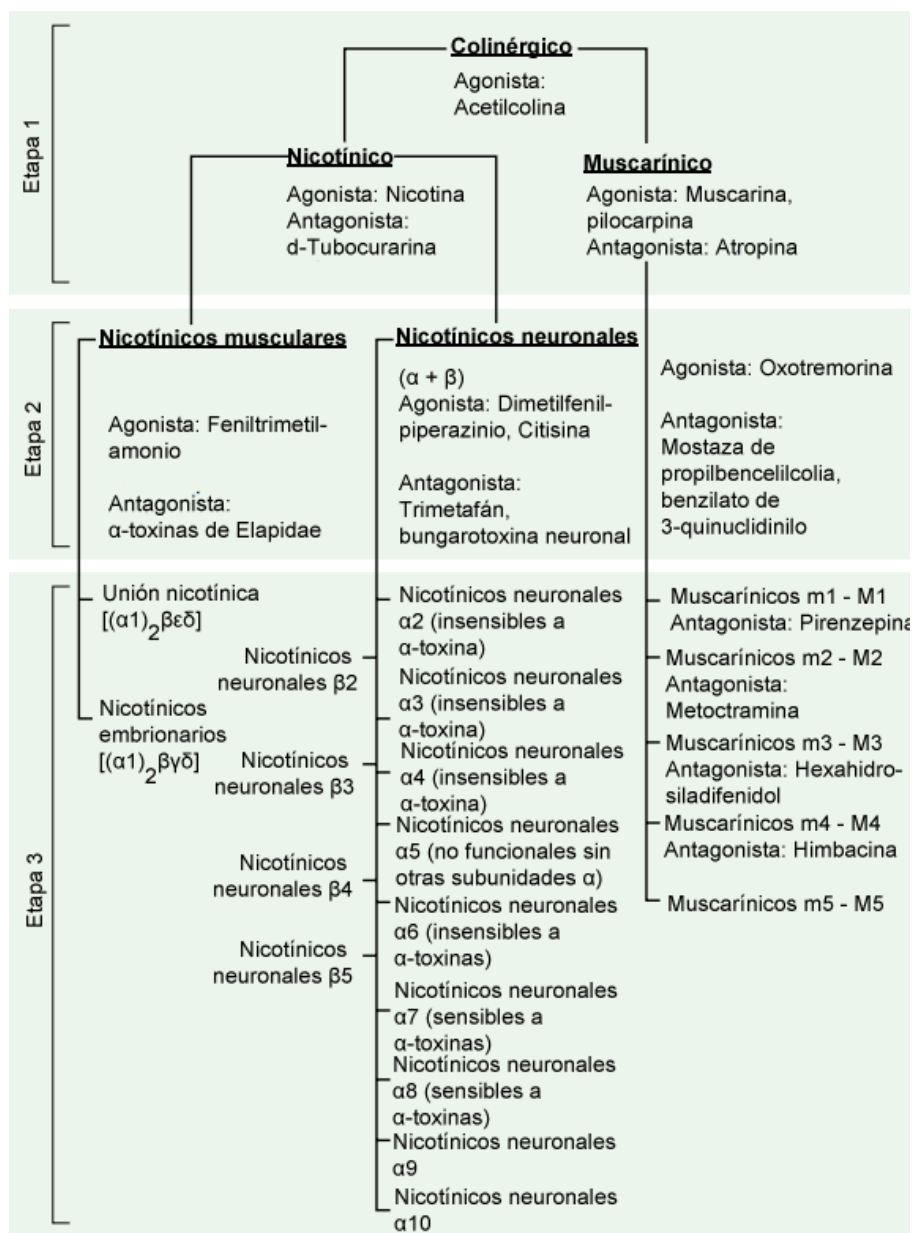 Etapa 1
Colinérgico
Agonista:
Acetilcolina
Nicotínico
Agonista: Nicotina
Antagonista:
d-Tubocurarina
Muscarínico
Agonista: Muscarina,
pilocarpina
Antagonista: Atropina
Etapa 2
Nicotínicos musculares
Agonista: Feniltrimetil-
amonio
Antagonista:
α-toxinas de Elapidae
Nicotínicos neuronales
(α + β)
Agonista: Dimetilfenil-
piperazinio, Citisina
Antagonista:
Trimetafán,
bungarotoxina neuronal
Agonista: Oxotremorina
Antagonista:
Mostaza de
propilbencelilcolia,
benzilato de
3-quinuclidinilo
Etapa 3
Unión nicotínica
[(α1)2βεδ]
Nicotínicos
embrionarios
[(α1)2βγδ]
Nicotínicos
neuronales β2
Nicotínicos
neuronales β3
Nicotínicos
neuronales β4
Nicotínicos
neuronales β5
Nicotínicos neuronales
α2 (insensibles a
α-toxina)
Nicotínicos neuronales
α3 (insensibles a
α-toxina)
Nicotínicos neuronales
α4 (insensibles a
α-toxina)
Nicotínicos neuronales
α5 (no funcionales sin
otras subunidades α)
Nicotínicos neuronales
α6 (insensibles a
α-toxinas)
Nicotínicos neuronales
α7 (sensibles a
α-toxinas)
Nicotínicos neuronales
α8 (sensibles a
α-toxinas)
Nicotínicos neuronales
α9
Nicotínicos neuronales
α10
Muscarínicos m1 - M1
Antagonista: Pirenzepina
Muscarínicos m2 - M2
Antagonista:
Metoctramina
Muscarínicos m3 - M3
Antagonista: Hexahidro-
siladifenidol
Muscarínicos m4 - M4
Antagonista: Himbacina
Muscarínicos m5 - M5